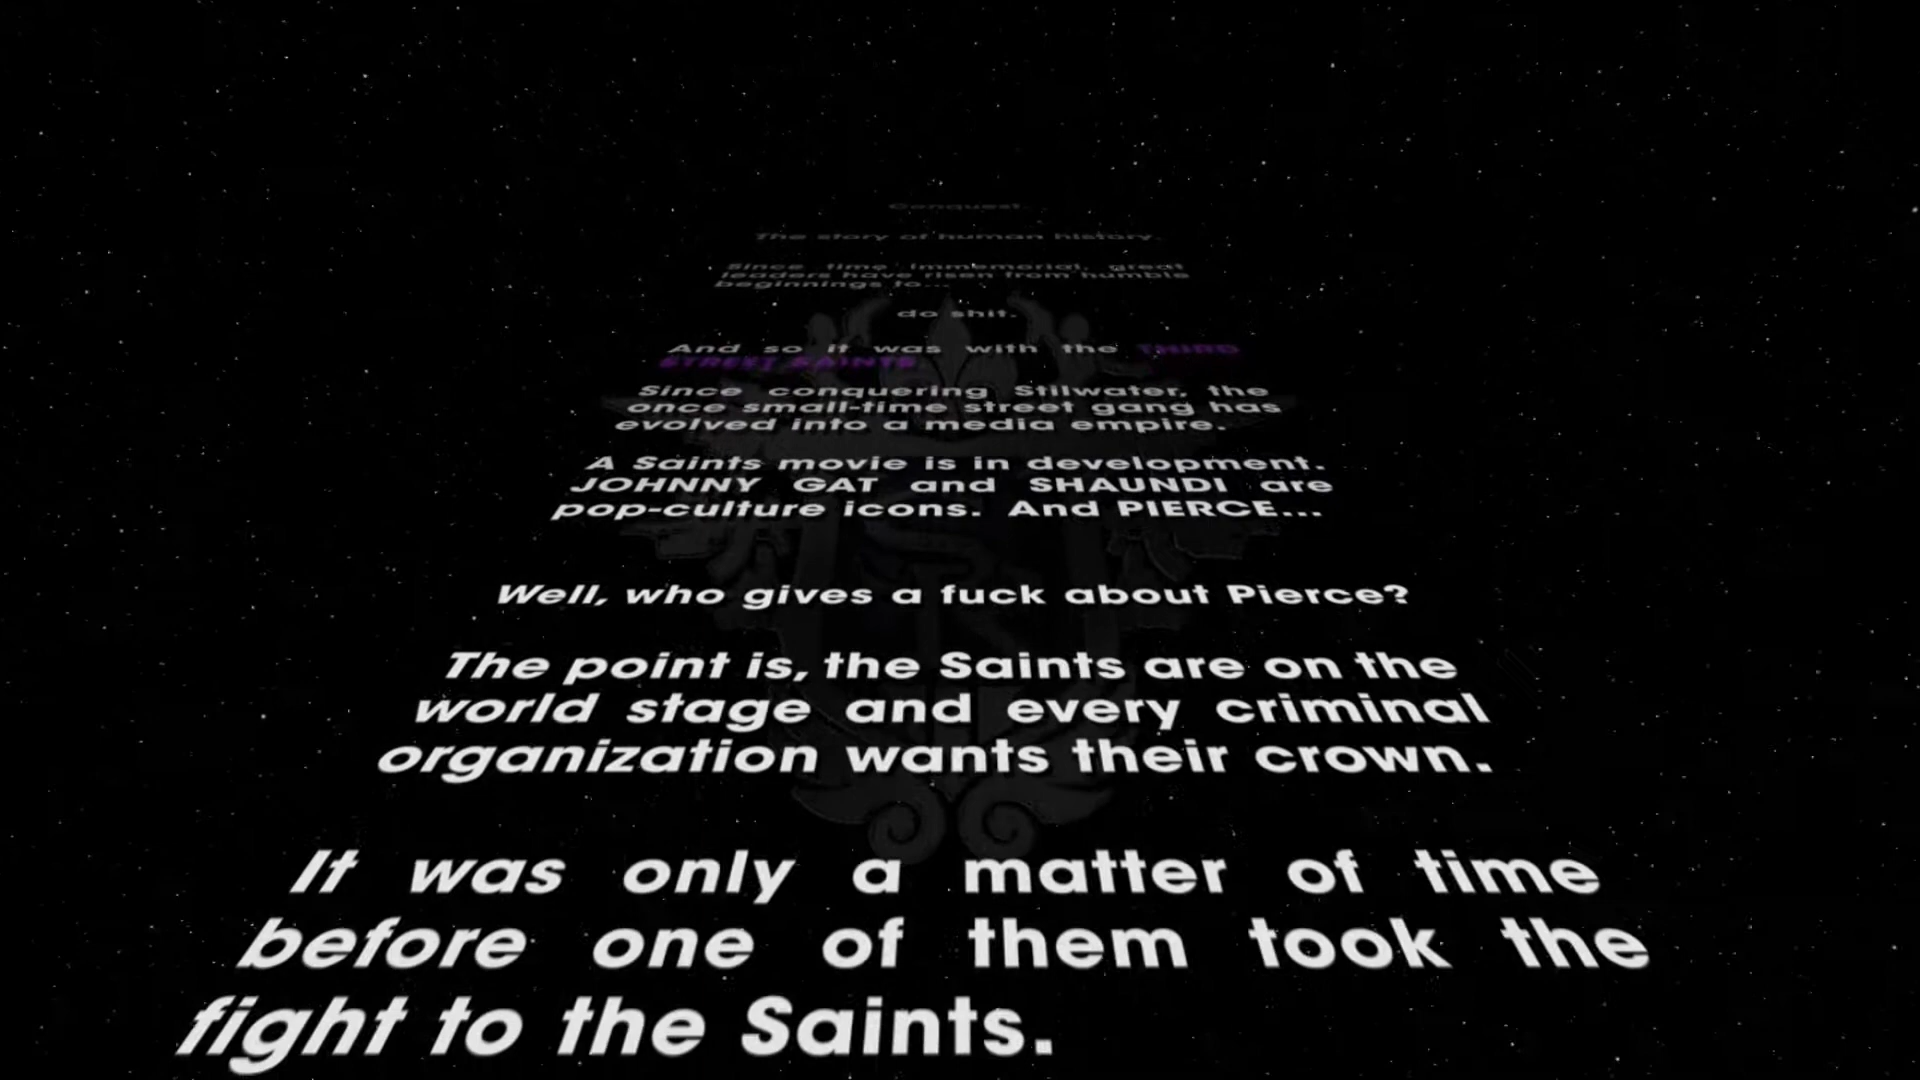 Conquest.
The story of human history.
Since time immemorial, great
leaders have risen from humble
beginnings to...
do shit.
And so it was with the THIRD
STREET SAINTS
Since conquering Stilwater, the
once small-time street gang has
evolved into a media empire.
A Saints movie is in development.
JOHNNY GAT and SHAUNDI are
pop-culture icons. And PIERCE...
Well, who gives a fuck about Pierce?
The point is, the Saints are on the
world stage and every criminal
organization wants their crown.
It was only a matter of time
before one of them took the
fight to the Saints.